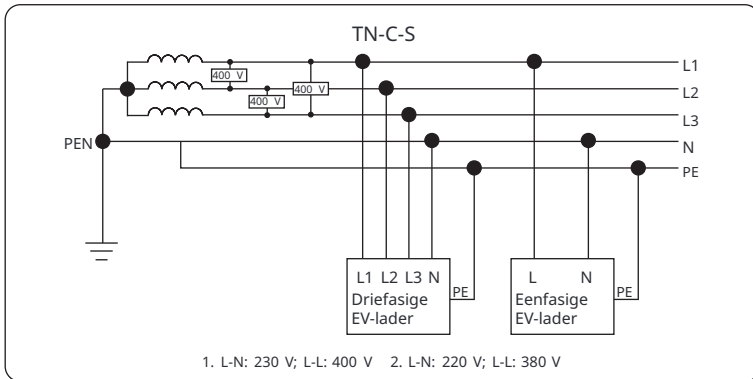 TN-C-S
400 V
400 V
400 V
L1
L2
L3
PEN
N
PE
L1 L2 L3 N
Driefasige
EV-lader
PE
L N
Eenfasige
EV-lader
PE
1. L-N: 230 V; L-L: 400 V 2. L-N: 220 V; L-L: 380 V